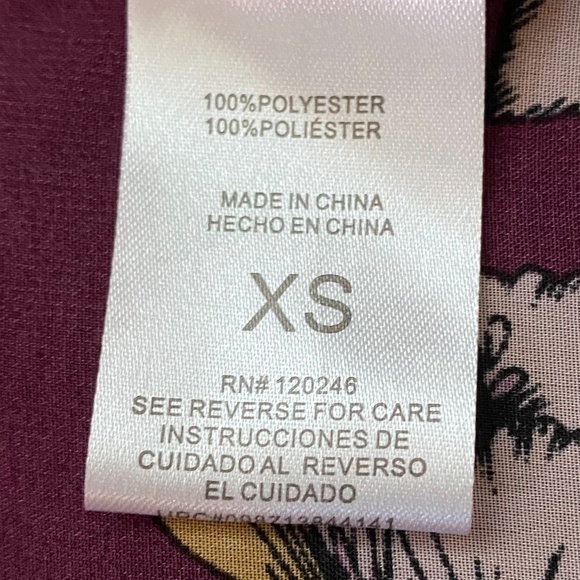 100%POLYESTER
100%POLIÉSTER
MADE IN CHINA
HECHO EN CHINA
XS
RN# 120246
SEE REVERSE FOR CARE
INSTRUCCIONES DE
CUIDADO AL REVERSO
EL CUIDADO